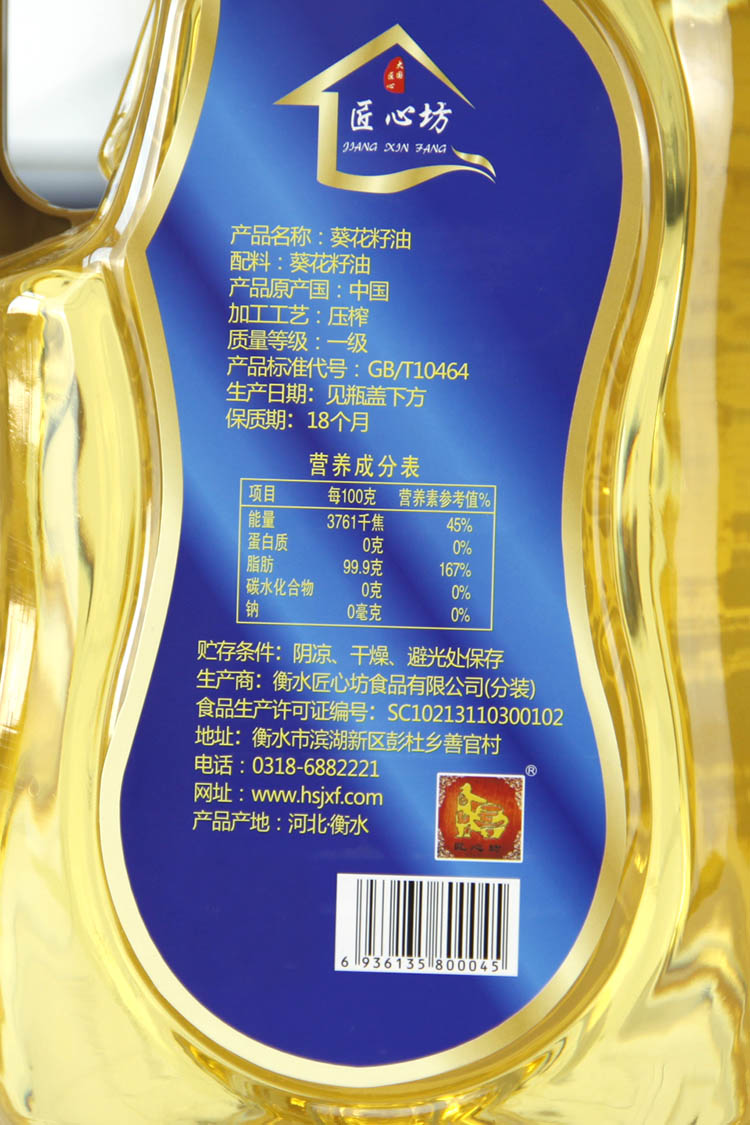 大国
匠心
匠心坊
JIANG XIN FANG
产品名称：葵花籽油
配料：葵花籽油
产品原产国：中国
加工工艺：压榨
质量等级：一级
产品标准代号：GB/T10464
生产日期：见瓶盖下方
保质期：18个月
营养成分表
项目 每100克 营养素参考值%
能量 3761千焦 45%
蛋白质 0克 0%
脂肪 99.9克 167%
碳水化合物 0克 0%
钠 0毫克 0%
贮存条件：阴凉、干燥、避光处保存
生产商：衡水匠心坊食品有限公司(分装)
食品生产许可证编号：SC10213110300102
地址：衡水市滨湖新区彭杜乡善官村
电话：0318-6882221
网址：www.hsjxf.com
产品产地：河北·衡水
®
匠心坊
6 936135 800045